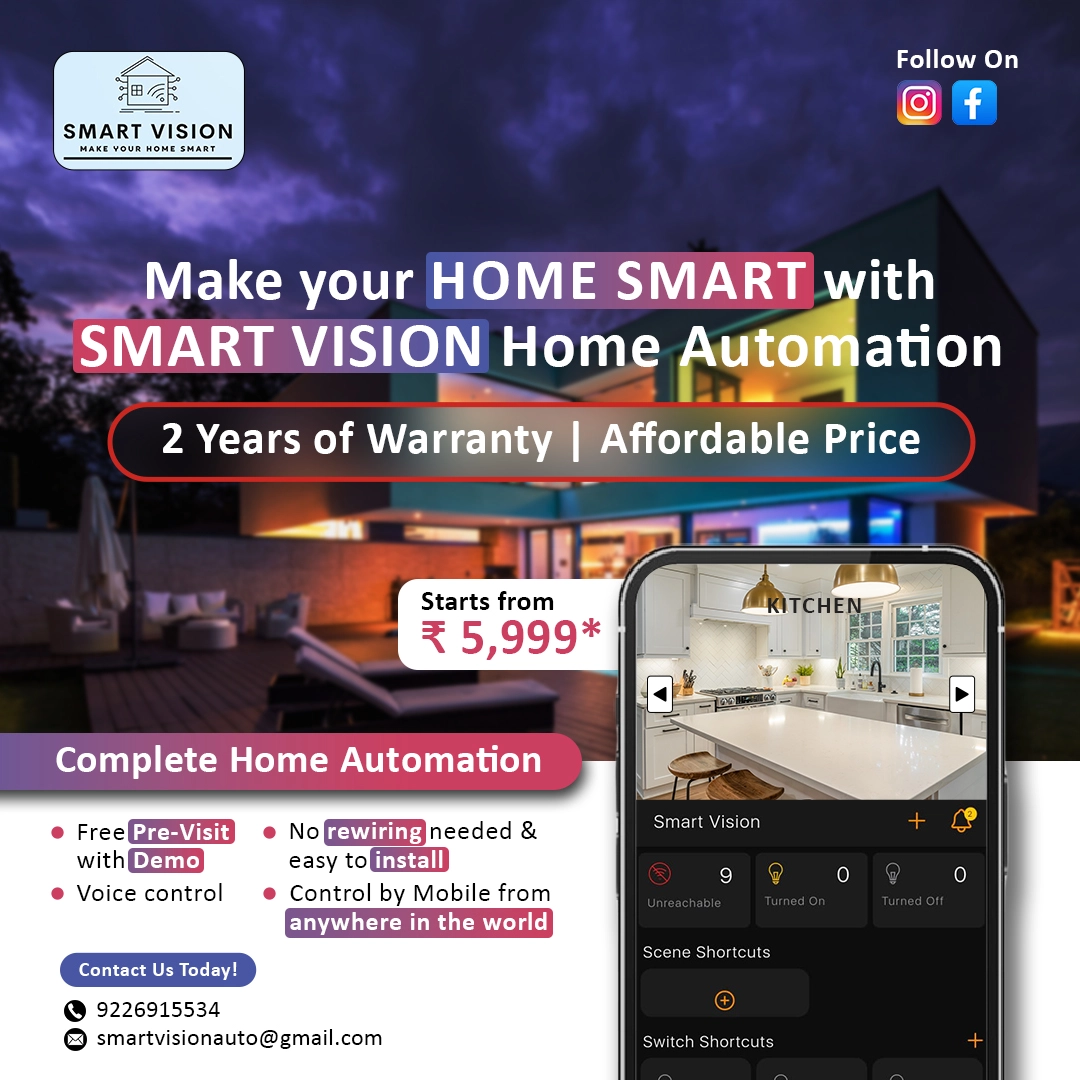 SMART VISION
MAKE YOUR HOME SMART
Follow On
Make your HOME SMART with
SMART VISION Home Automation
2 Years of Warranty | Affordable Price
Starts from
₹ 5,999*
KITCHEN
Complete Home Automation
Free Pre-Visit
with Demo
Voice control
No rewiring needed &
easy to install
Control by Mobile from
anywhere in the world
Contact Us Today!
9226915534
smartvisionauto@gmail.com
Smart Vision
2
9
Unreachable
0
Turned On
0
Turned Off
Scene Shortcuts
Switch Shortcuts